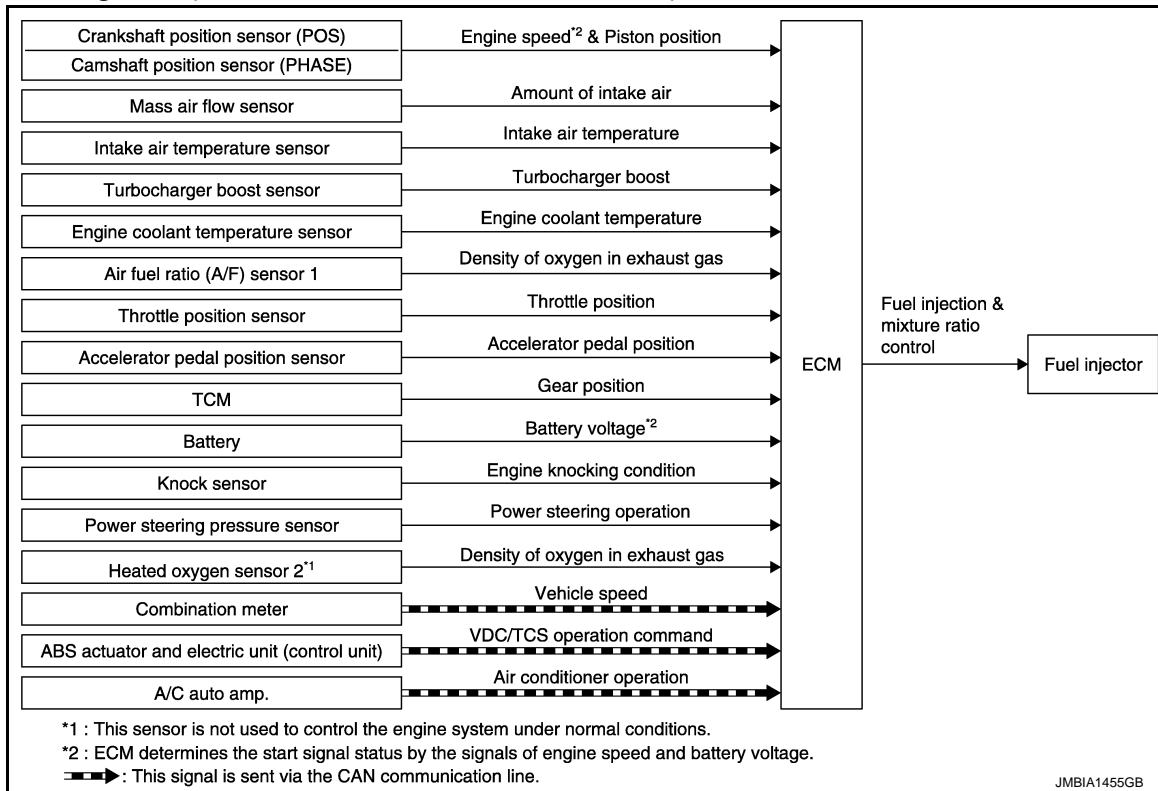 Crankshaft position sensor (POS)
Engine speed*2 & Piston position
Camshaft position sensor (PHASE)
Mass air flow sensor
Amount of intake air
Intake air temperature sensor
Intake air temperature
Turbocharger boost sensor
Turbocharger boost
Engine coolant temperature sensor
Engine coolant temperature
Air fuel ratio (A/F) sensor 1
Density of oxygen in exhaust gas
Throttle position sensor
Throttle position
Accelerator pedal position sensor
Accelerator pedal position
TCM
Gear position
Battery
Battery voltage*2
Knock sensor
Engine knocking condition
Power steering pressure sensor
Power steering operation
Heated oxygen sensor 2*1
Density of oxygen in exhaust gas
Combination meter
Vehicle speed
ABS actuator and electric unit (control unit)
VDC/TCS operation command
A/C auto amp.
Air conditioner operation
ECM
Fuel injection &
mixture ratio
control
Fuel injector
*1 : This sensor is not used to control the engine system under normal conditions.
*2 : ECM determines the start signal status by the signals of engine speed and battery voltage.
: This signal is sent via the CAN communication line.
JMBIA1455GB